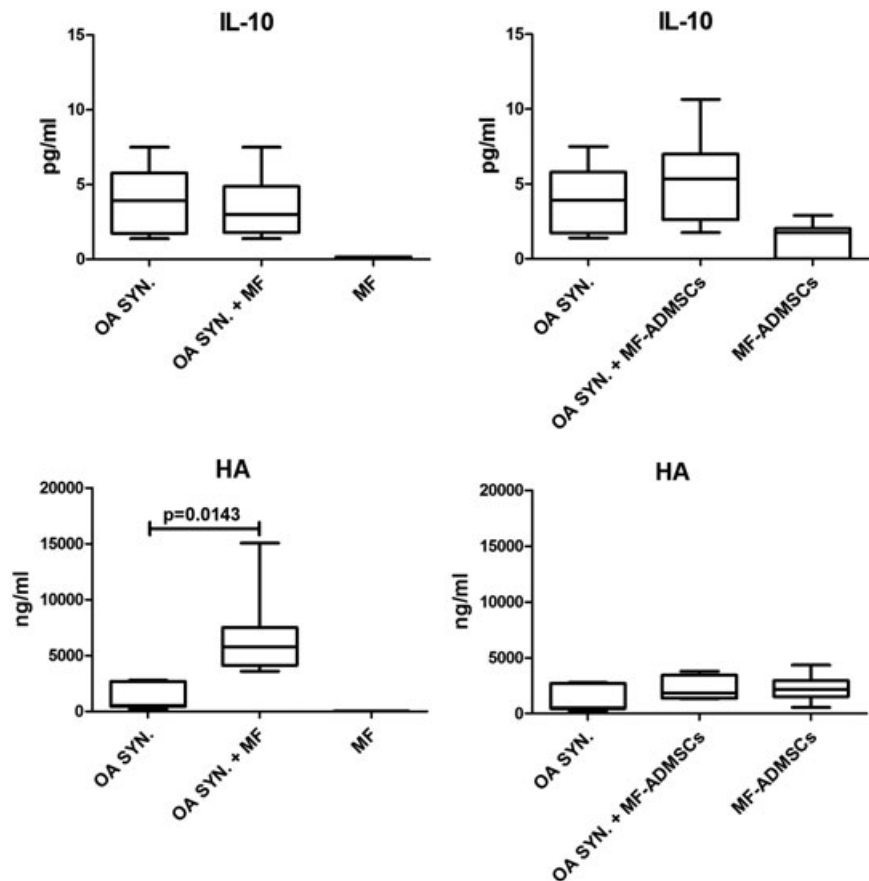 IL-10
15
10
5
0
pg/ml
OA SYN.
OA SYN. + MF
MF
IL-10
15
10
5
0
pg/ml
OA SYN.
OA SYN. + MF-ADMSCs
MF-ADMSCs
HA
20000
15000
10000
5000
0
ng/ml
p=0.0143
OA SYN.
OA SYN. + MF
MF
HA
20000
15000
10000
5000
0
ng/ml
OA SYN.
OA SYN. + MF-ADMSCs
MF-ADMSCs